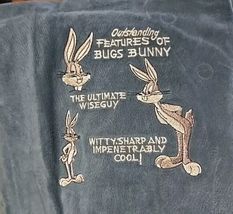 Outstanding
FEATURES OF
BUGS BUNNY
THE ULTIMATE
WISEGUY
WITTY, SHARP AND
IMPENETRABLY
COOL!